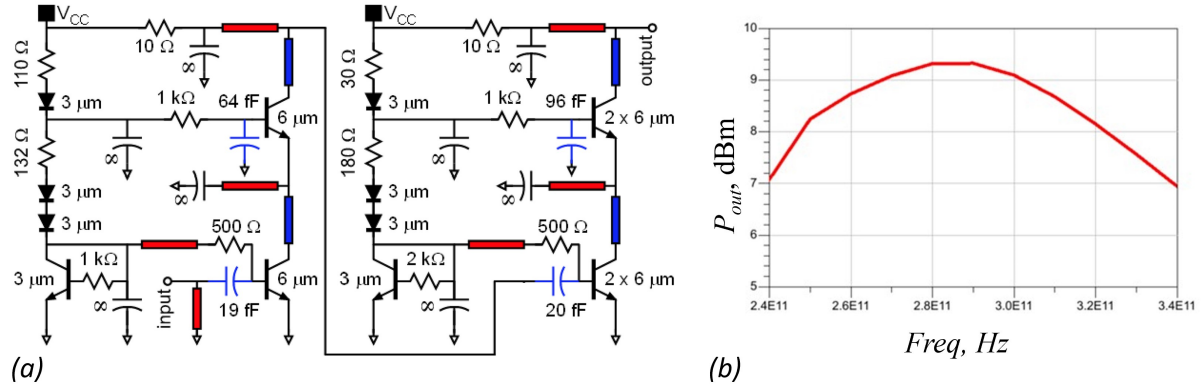 (a)
V_CC
10 Ω
∞
110 Ω
3 μm
1 kΩ
64 fF
6 μm
∞
132 Ω
3 μm
∞
3 μm
500 Ω
1 kΩ
3 μm
∞
input
19 fF
6 μm
V_CC
10 Ω
∞
output
30 Ω
3 μm
1 kΩ
96 fF
2 x 6 μm
∞
180 Ω
3 μm
∞
3 μm
500 Ω
2 kΩ
3 μm
∞
20 fF
2 x 6 μm
(b)
P_out, dBm
10
9
8
7
6
5
2.4E11 2.6E11 2.8E11 3.0E11 3.2E11 3.4E11
Freq, Hz